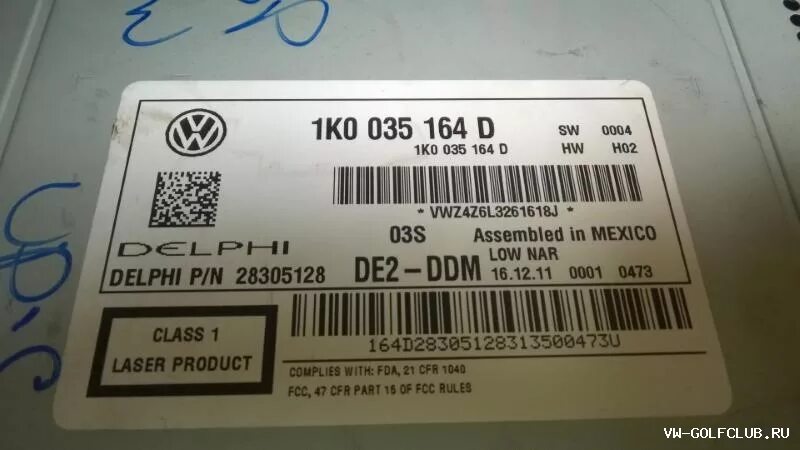 1K0 035 164 D SW 0004
1K0 035 164 D HW H02
* VWZ4Z6L3261618J *
03S Assembled in MEXICO
DELPHI
LOW NAR
DELPHI P/N 28305128 DE2-DDM 16.12.11 0001 0473
CLASS 1
LASER PRODUCT
164D28305128313500473U
COMPLIES WITH: FDA, 21 CFR 1040
FCC, 47 CFR PART 15 OF FCC RULES
VW-GOLFCLUB.RU